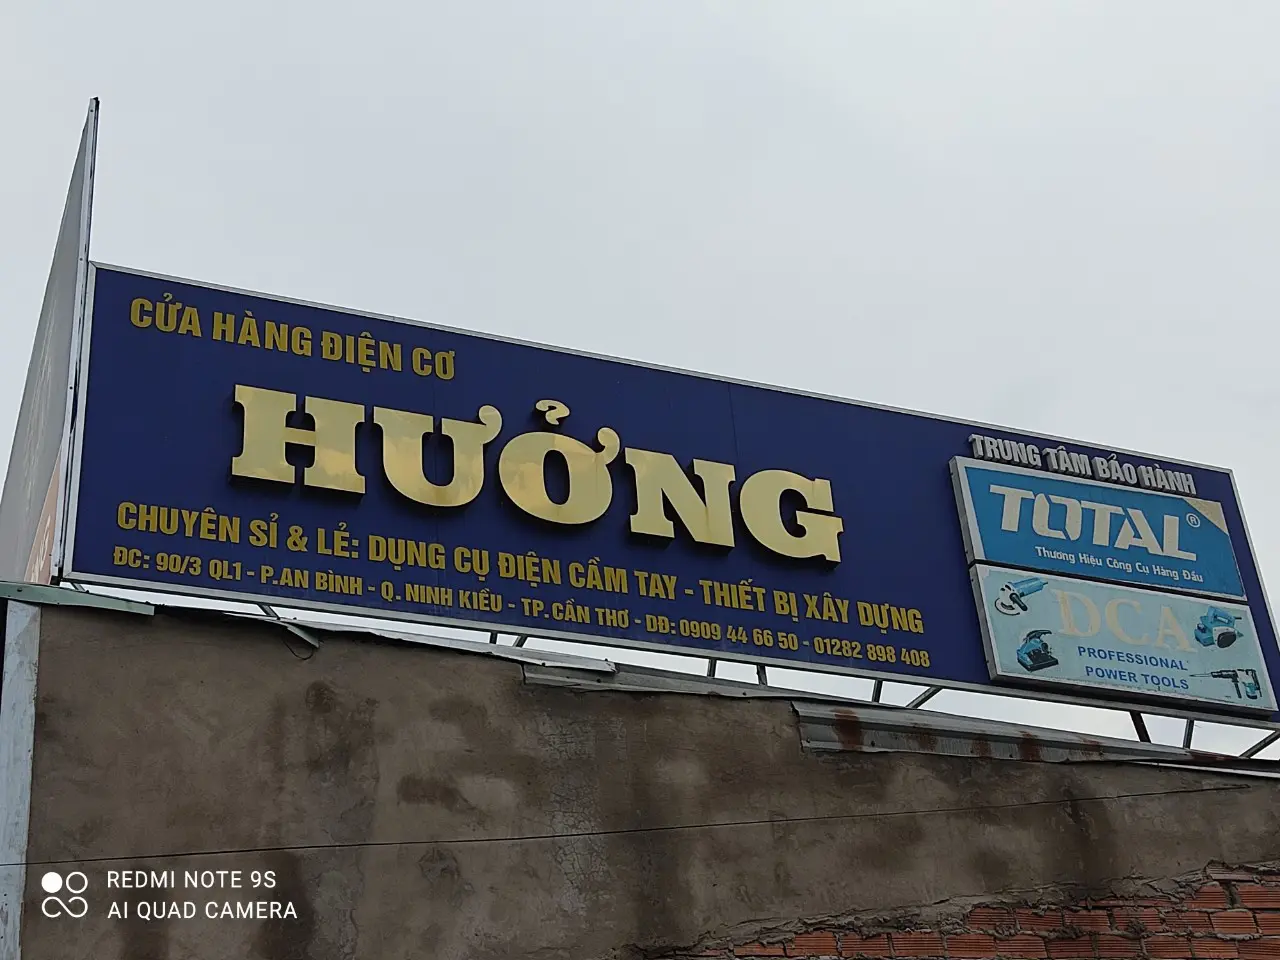 CỬA HÀNG ĐIỆN CƠ
HƯỞNG
CHUYÊN SỈ & LẺ: DỤNG CỤ ĐIỆN CẦM TAY - THIẾT BỊ XÂY DỰNG
ĐC: 90/3 QL1 - P.AN BÌNH - Q. NINH KIỀU - TP.CẦN THƠ - DĐ: 0909 44 66 50 - 01282 898 408
TRUNG TÂM BẢO HÀNH
TOTAL®
Thương Hiệu Công Cụ Hàng Đầu
DCA
PROFESSIONAL
POWER TOOLS
REDMI NOTE 9S
AI QUAD CAMERA